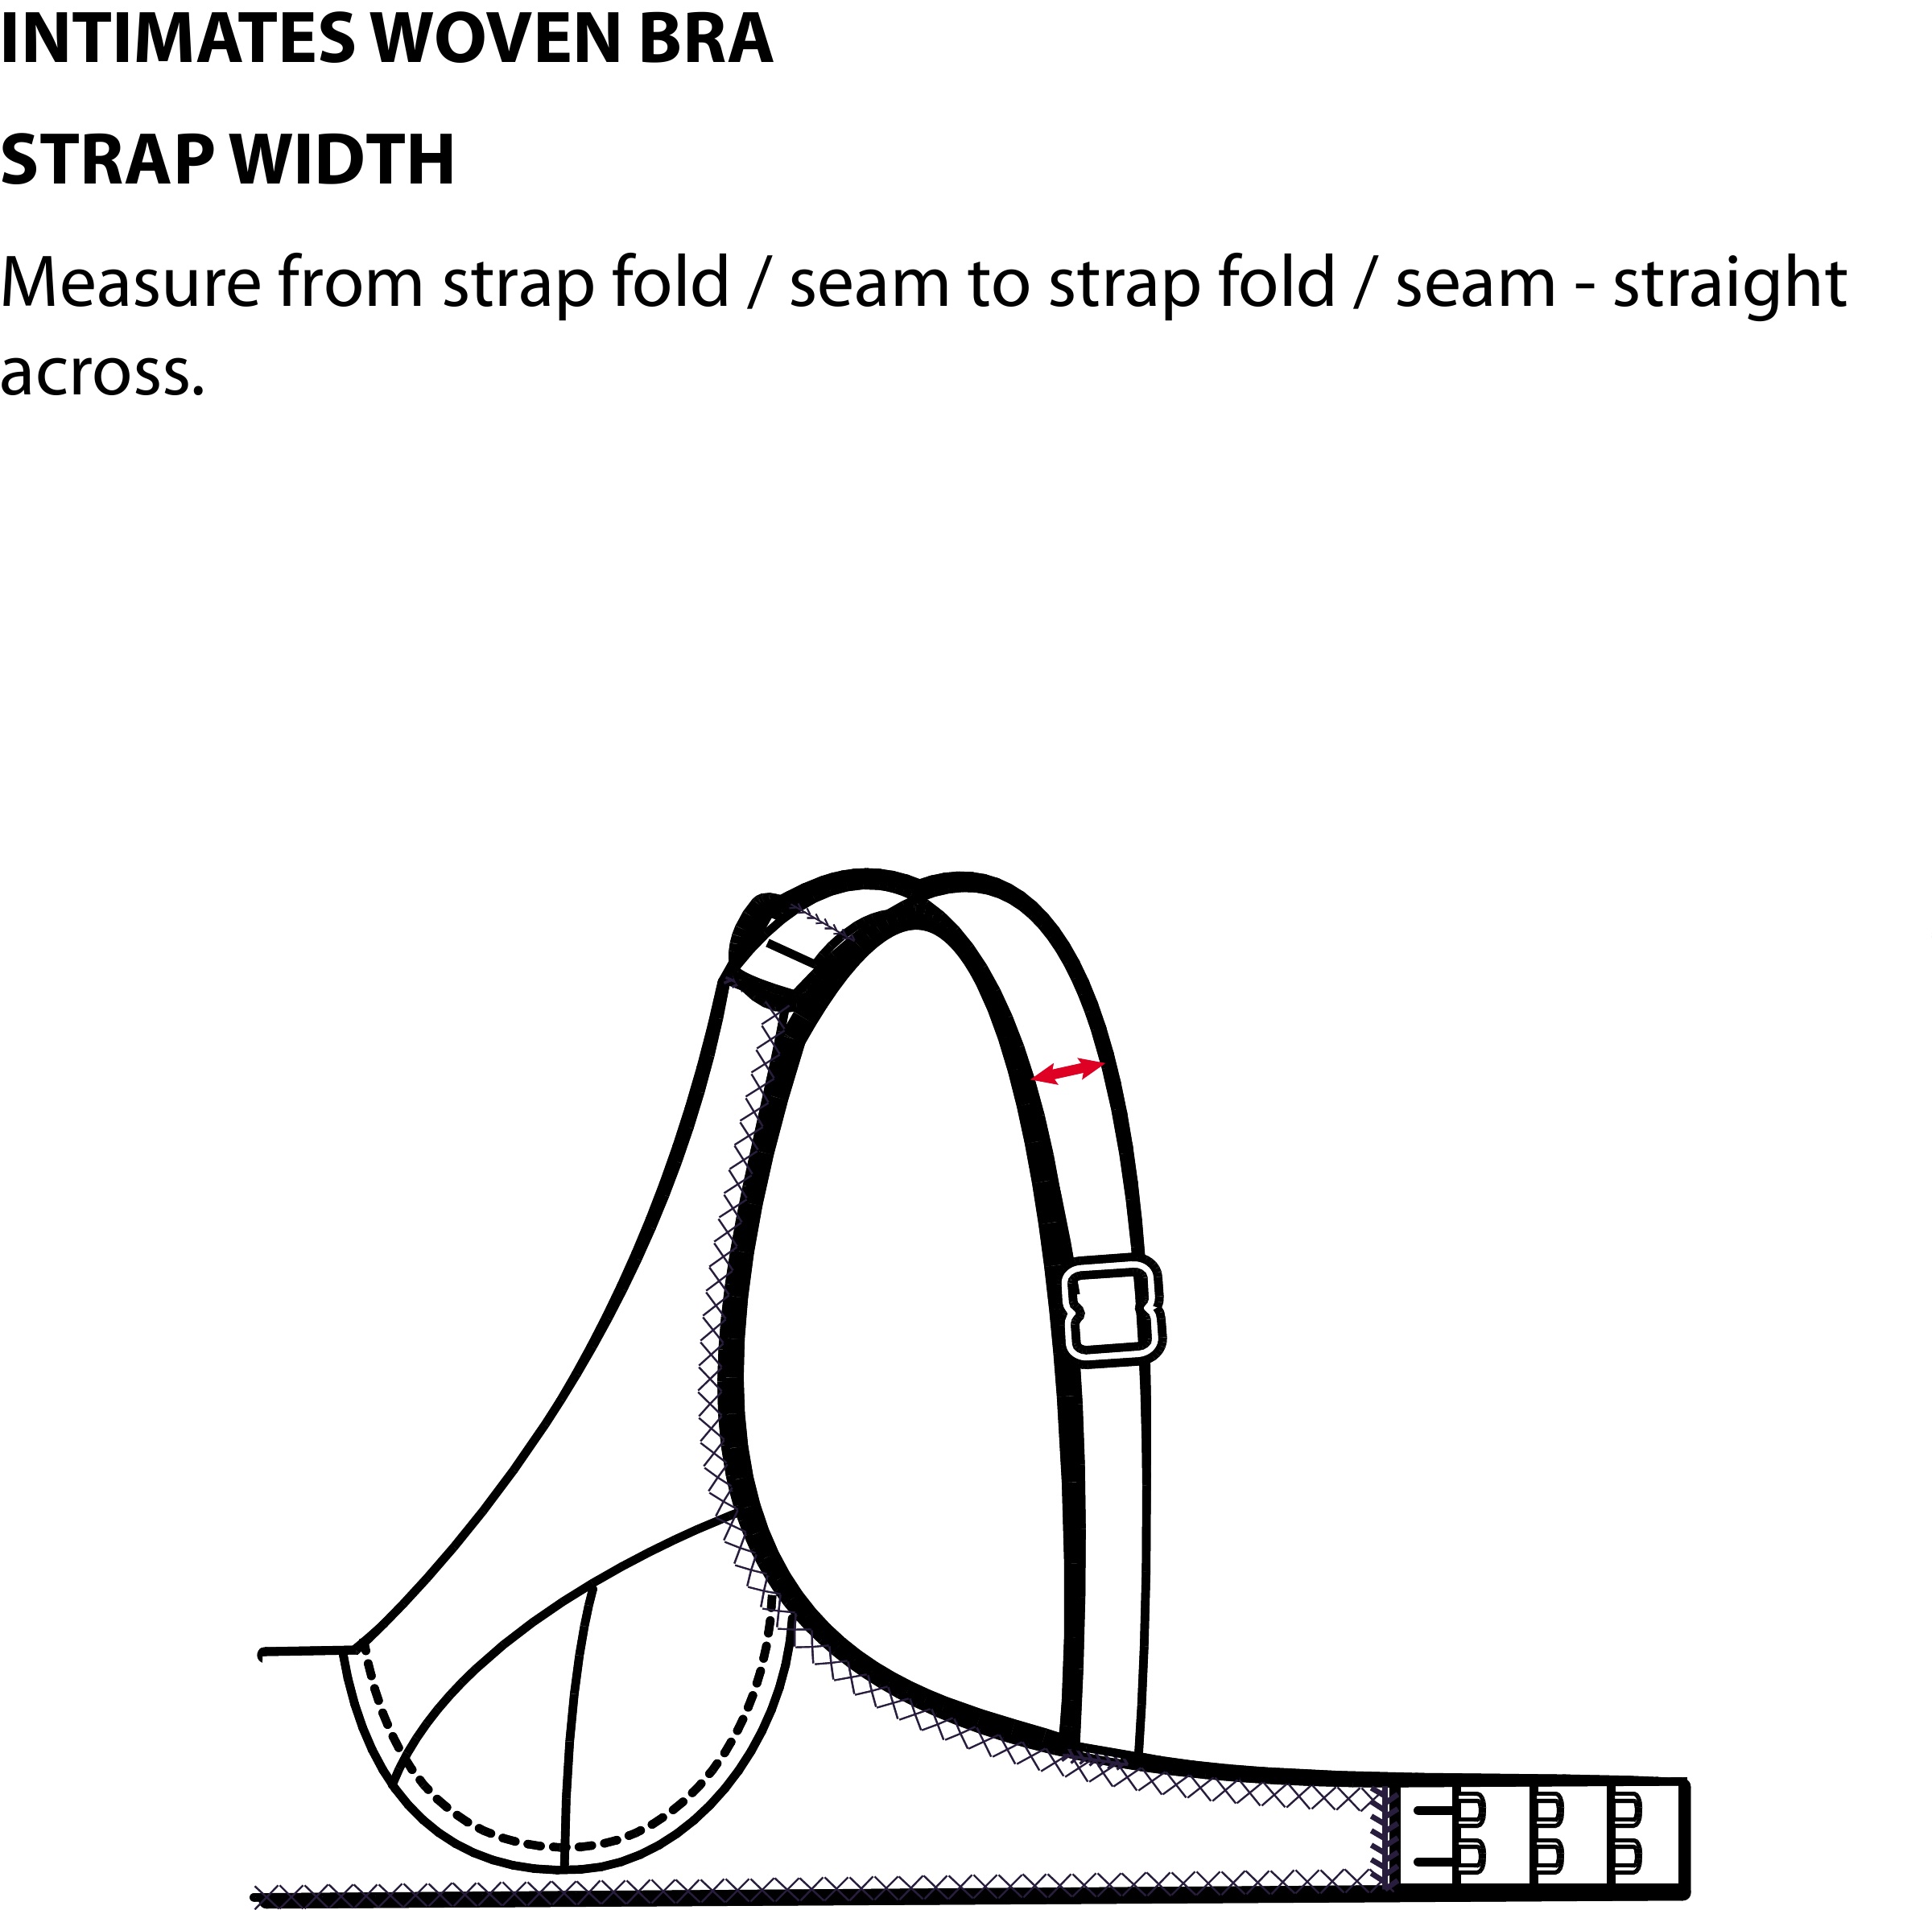 INTIMATES WOVEN BRA
STRAP WIDTH
Measure from strap fold / seam to strap fold / seam - straight
across.